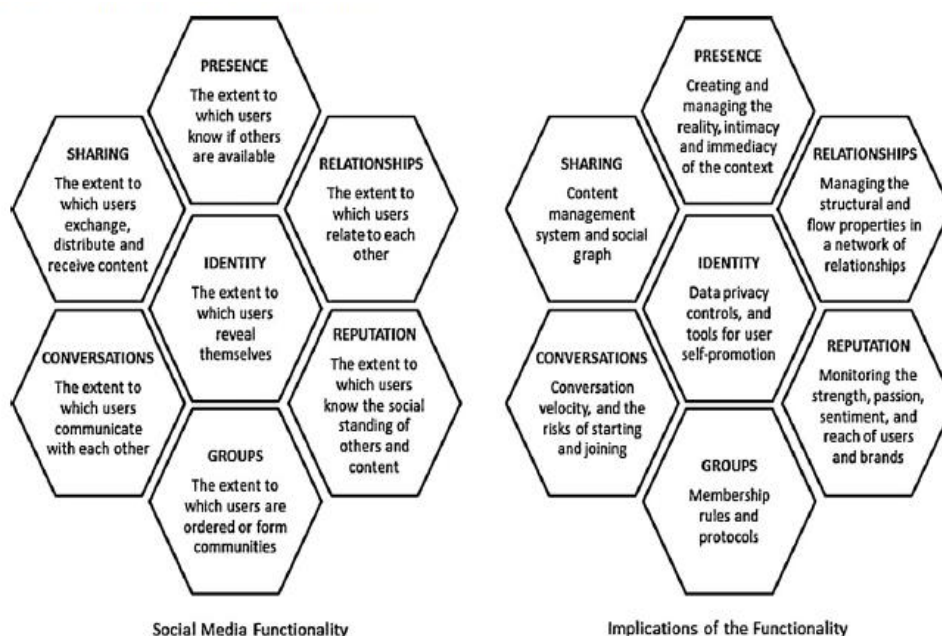 PRESENCE
The extent to
which users
know if others
are available
SHARING
The extent to
which users
exchange,
distribute and
receive content
RELATIONSHIPS
The extent to
which users
relate to each
other
IDENTITY
The extent to
which users
reveal
themselves
CONVERSATIONS
The extent to
which users
communicate
with each other
REPUTATION
The extent to
which users
know the social
standing of
others and
content
GROUPS
The extent to
which users are
ordered or form
communities
Social Media Functionality
PRESENCE
Creating and
managing the
reality, intimacy
and immediacy
of the context
SHARING
Content
management
system and social
graph
RELATIONSHIPS
Managing the
structural and
flow properties in
a network of
relationships
IDENTITY
Data privacy
controls, and
tools for user
self-promotion
CONVERSATIONS
Conversation
velocity, and the
risks of starting
and joining
REPUTATION
Monitoring the
strength, passion,
sentiment, and
reach of users
and brands
GROUPS
Membership
rules and
protocols
Implications of the Functionality